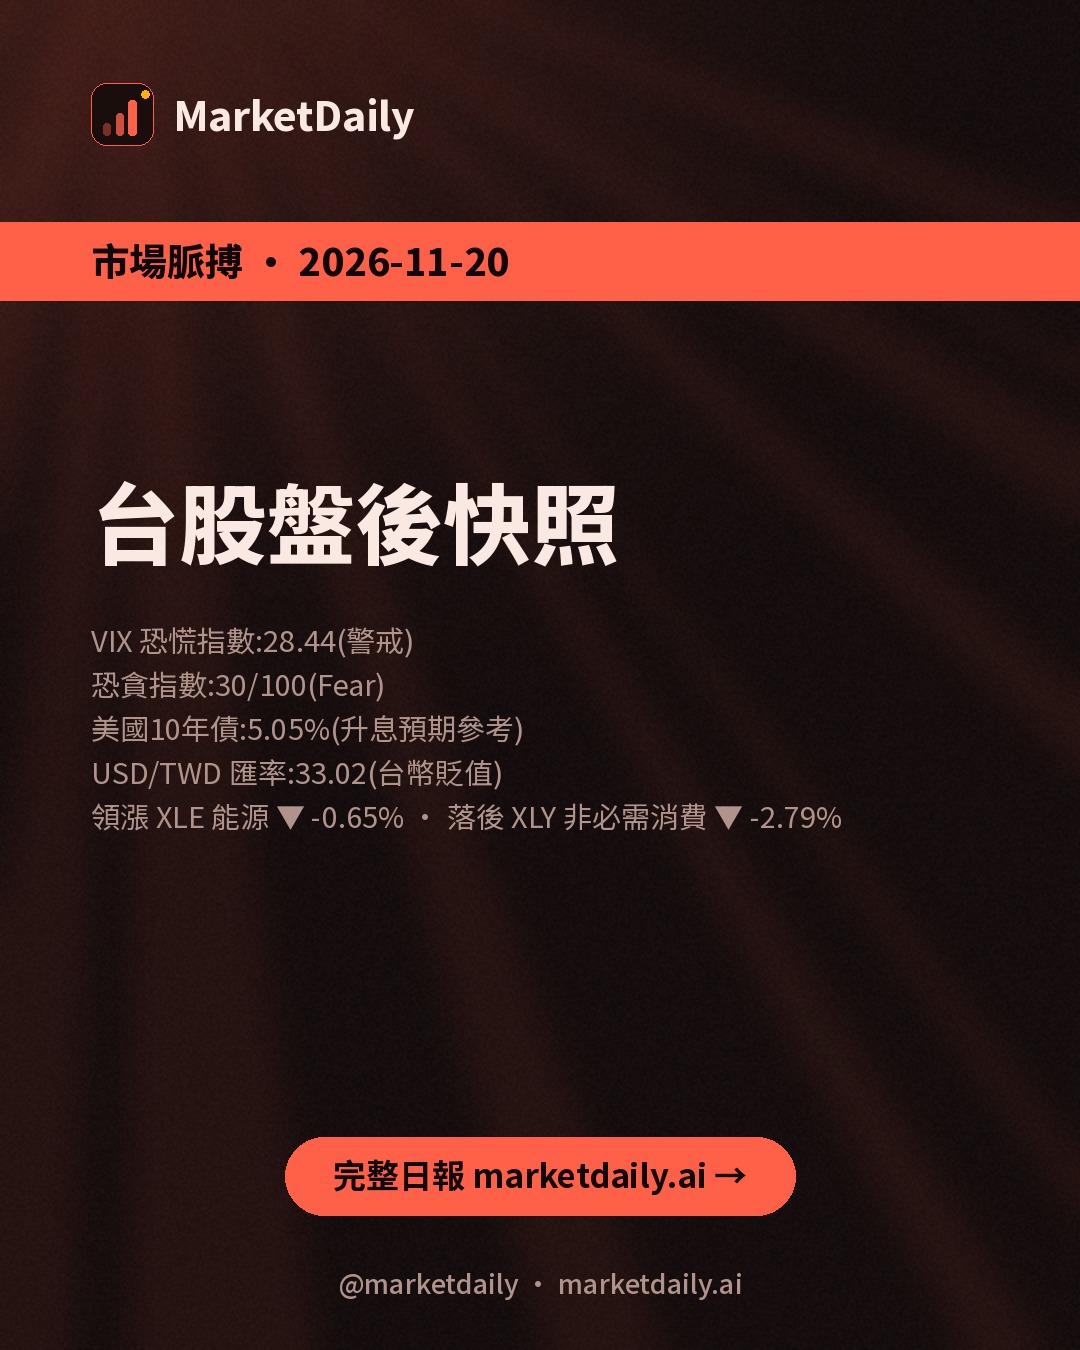 MarketDaily
市場脈搏 · 2026-11-20
台股盤後快照
VIX 恐慌指數:28.44(警戒)
恐貪指數:30/100(Fear)
美國10年債:5.05%(升息預期參考)
USD/TWD 匯率:33.02(台幣貶值)
領漲 XLE 能源 ▼ -0.65% · 落後 XLY 非必需消費 ▼ -2.79%
完整日報 marketdaily.ai →
@marketdaily · marketdaily.ai